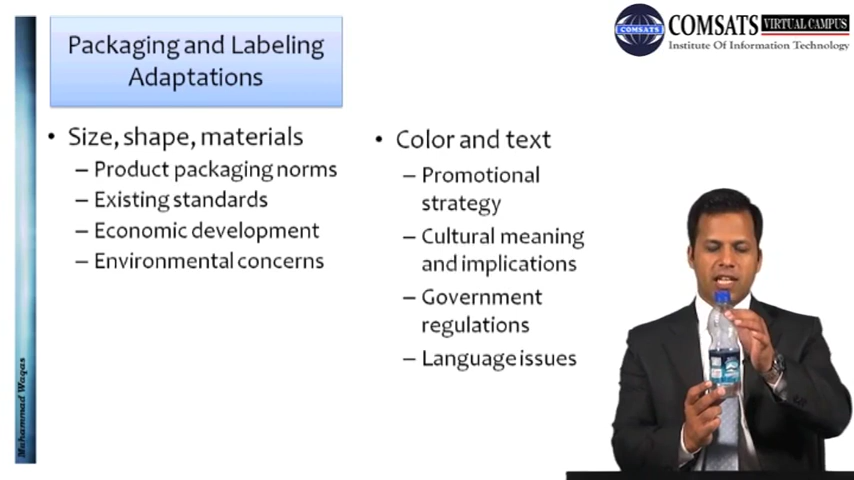 Packaging and Labeling
Adaptations
COMSATS
COMSATS VIRTUAL CAMPUS
Institute Of Information Technology
• Size, shape, materials
– Product packaging norms
– Existing standards
– Economic development
– Environmental concerns
• Color and text
– Promotional
strategy
– Cultural meaning
and implications
– Government
regulations
– Language issues
Muhammad Waqas